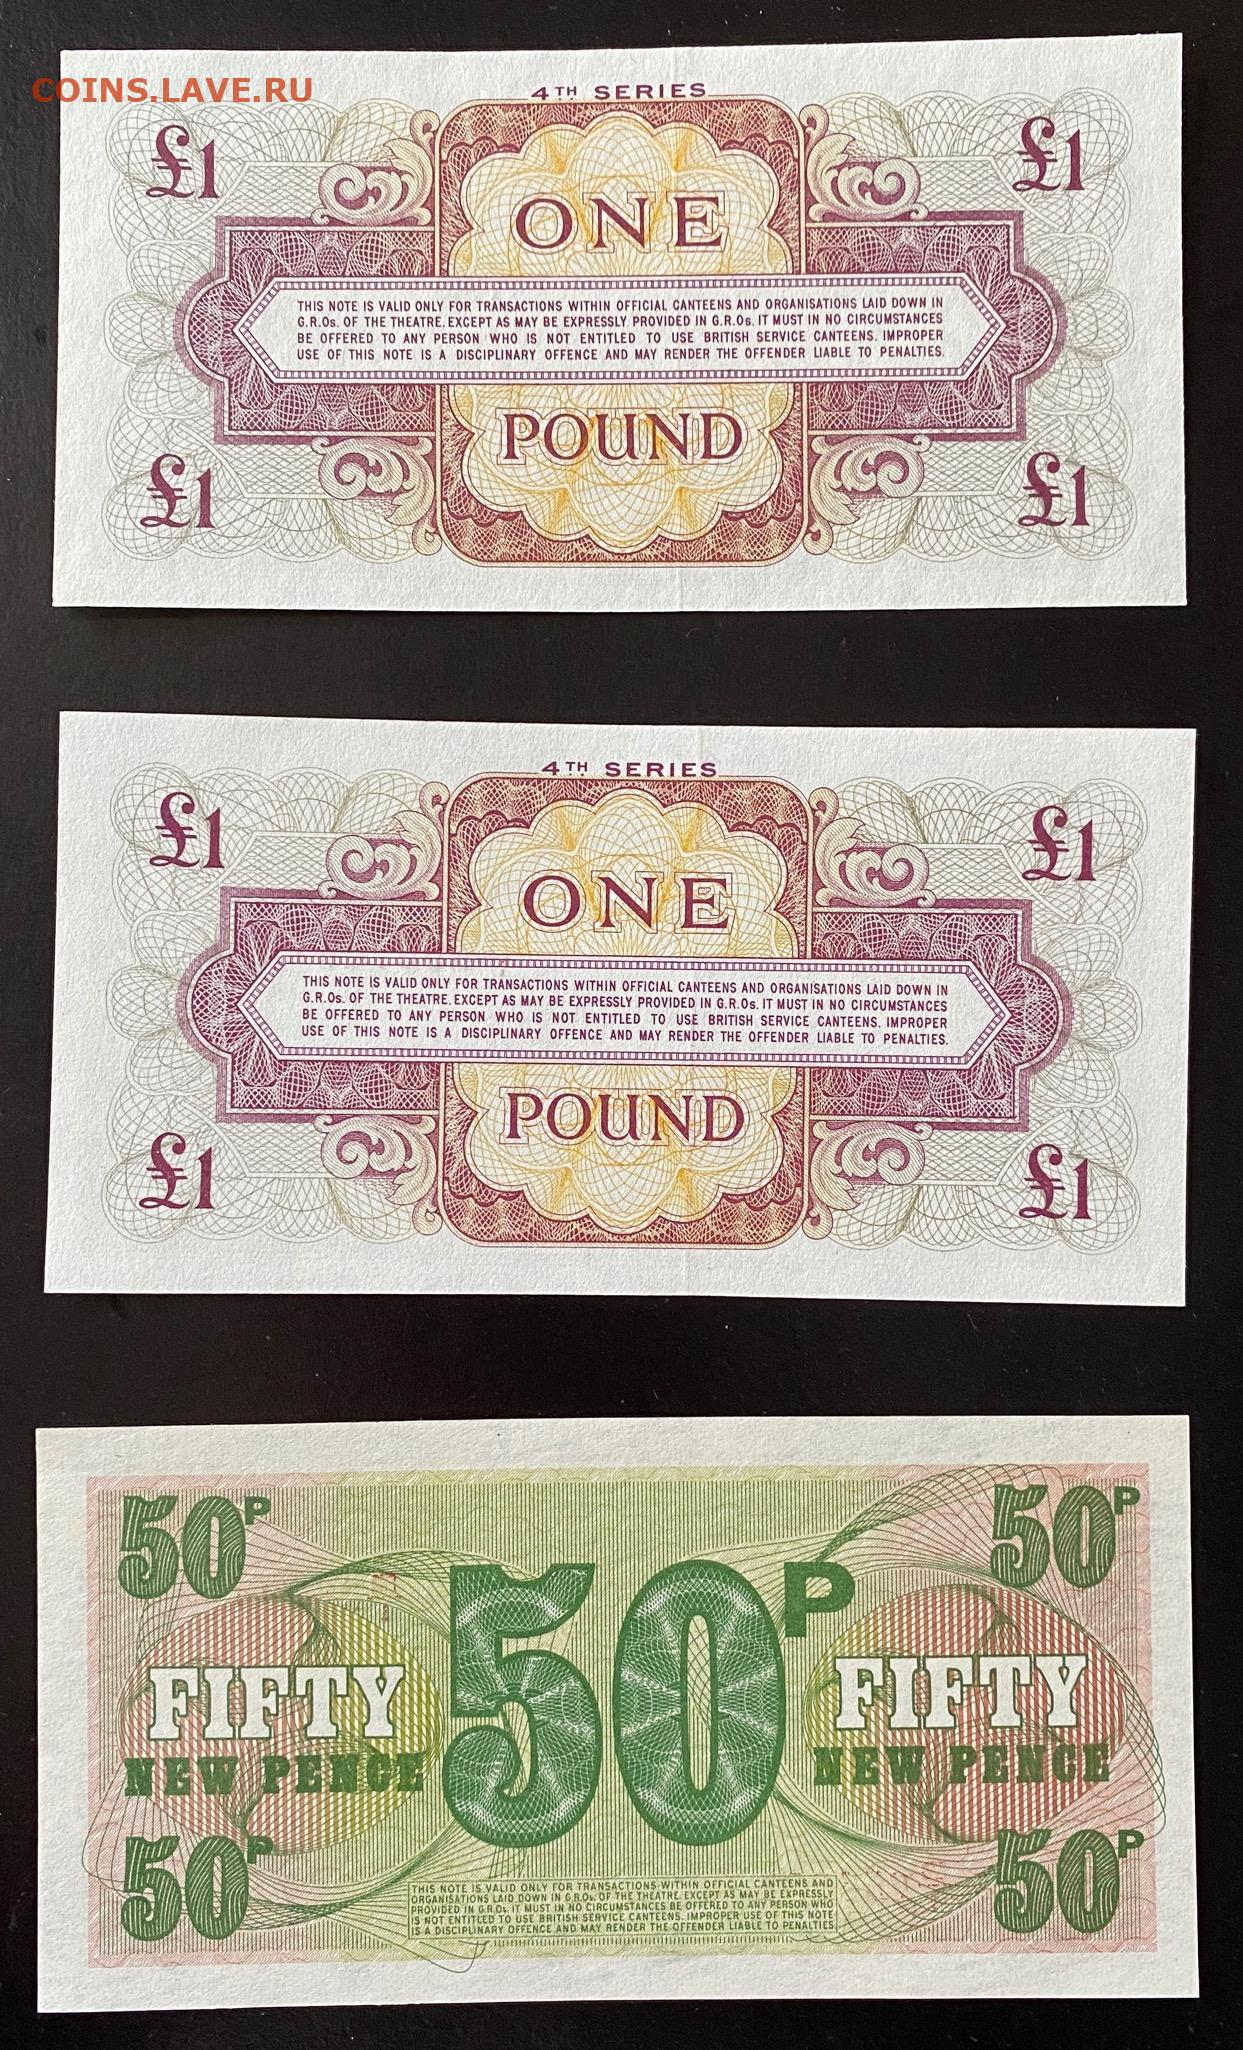 COINS.LAVE.RU
4TH SERIES
£1 £1
ONE
THIS NOTE IS VALID ONLY FOR TRANSACTIONS WITHIN OFFICIAL CANTEENS AND ORGANISATIONS LAID DOWN IN
G.R.Os. OF THE THEATRE. EXCEPT AS MAY BE EXPRESSLY PROVIDED IN G.R.Os. IT MUST IN NO CIRCUMSTANCES
BE OFFERED TO ANY PERSON WHO IS NOT ENTITLED TO USE BRITISH SERVICE CANTEENS. IMPROPER
USE OF THIS NOTE IS A DISCIPLINARY OFFENCE AND MAY RENDER THE OFFENDER LIABLE TO PENALTIES.
POUND
£1 £1
4TH SERIES
£1 £1
ONE
THIS NOTE IS VALID ONLY FOR TRANSACTIONS WITHIN OFFICIAL CANTEENS AND ORGANISATIONS LAID DOWN IN
G.R.Os. OF THE THEATRE. EXCEPT AS MAY BE EXPRESSLY PROVIDED IN G.R.Os. IT MUST IN NO CIRCUMSTANCES
BE OFFERED TO ANY PERSON WHO IS NOT ENTITLED TO USE BRITISH SERVICE CANTEENS. IMPROPER
USE OF THIS NOTE IS A DISCIPLINARY OFFENCE AND MAY RENDER THE OFFENDER LIABLE TO PENALTIES.
POUND
£1 £1
50P 50P
50P
FIFTY FIFTY
NEW PENCE NEW PENCE
50P 50P
THIS NOTE IS VALID ONLY FOR TRANSACTIONS WITHIN OFFICIAL CANTEENS AND
ORGANISATIONS LAID DOWN IN G.R.Os. OF THE THEATRE. EXCEPT AS MAY BE EXPRESSLY
PROVIDED IN G.R.Os. IT MUST IN NO CIRCUMSTANCES BE OFFERED TO ANY PERSON WHO
IS NOT ENTITLED TO USE BRITISH SERVICE CANTEENS. IMPROPER USE OF THIS NOTE
IS A DISCIPLINARY OFFENCE AND MAY RENDER THE OFFENDER LIABLE TO PENALTIES